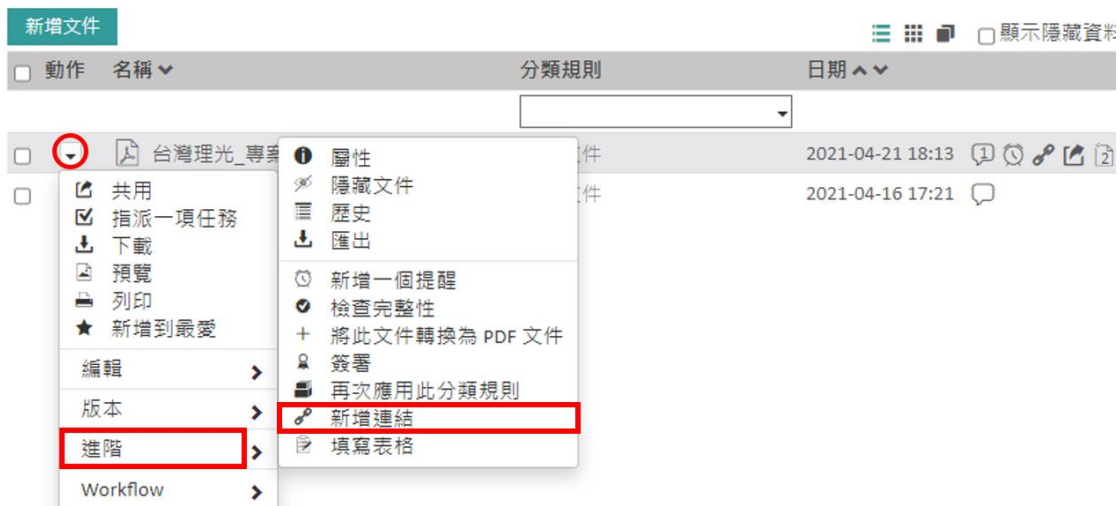 新增文件
顯示隱藏資料
動作 名稱 分類規則 日期
台灣理光_專案 文件 2021-04-21 18:13 1 2
件 2021-04-16 17:21
共用
指派一項任務
下載
預覽
列印
新增到最愛
編輯
版本
進階
Workflow
屬性
隱藏文件
歷史
匯出
新增一個提醒
檢查完整性
將此文件轉換為 PDF 文件
簽署
再次應用此分類規則
新增連結
填寫表格